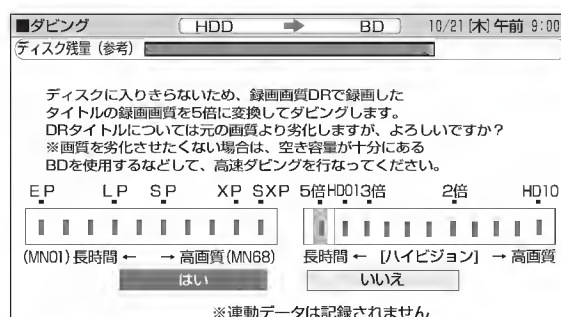 ■ダビング HDD ➡ BD 10/21[木]午前 9:00
ディスク残量（参考）
ディスクに入りきらないため、録画画質DRで録画した
タイトルの録画画質を5倍に変換してダビングします。
DRタイトルについては元の画質より劣化しますが、よろしいですか?
※画質を劣化させたくない場合は、空き容量が十分にある
BDを使用するなどして、高速ダビングを行なってください。
EP LP SP XP SXP 5倍 HD01 3倍 2倍 HD10
(MN01)長時間 ← → 高画質(MN68) 長時間 ← [ハイビジョン] → 高画質
はい いいえ
※連動データは記録されません